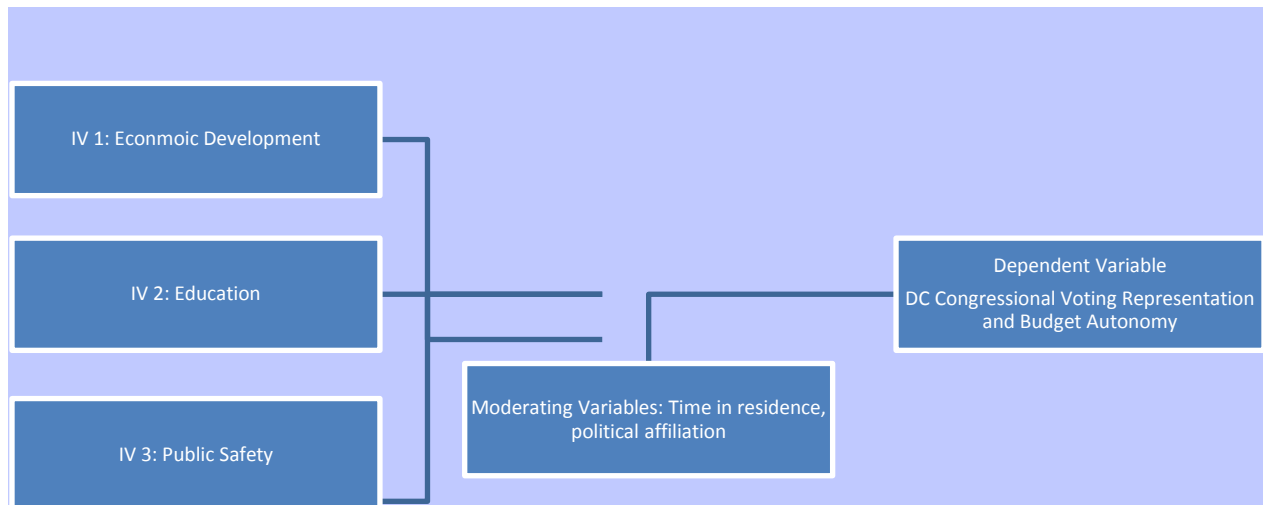 IV 1: Econmoic Development
IV 2: Education
IV 3: Public Safety
Moderating Variables: Time in residence,
political affiliation
Dependent Variable
DC Congressional Voting Representation
and Budget Autonomy